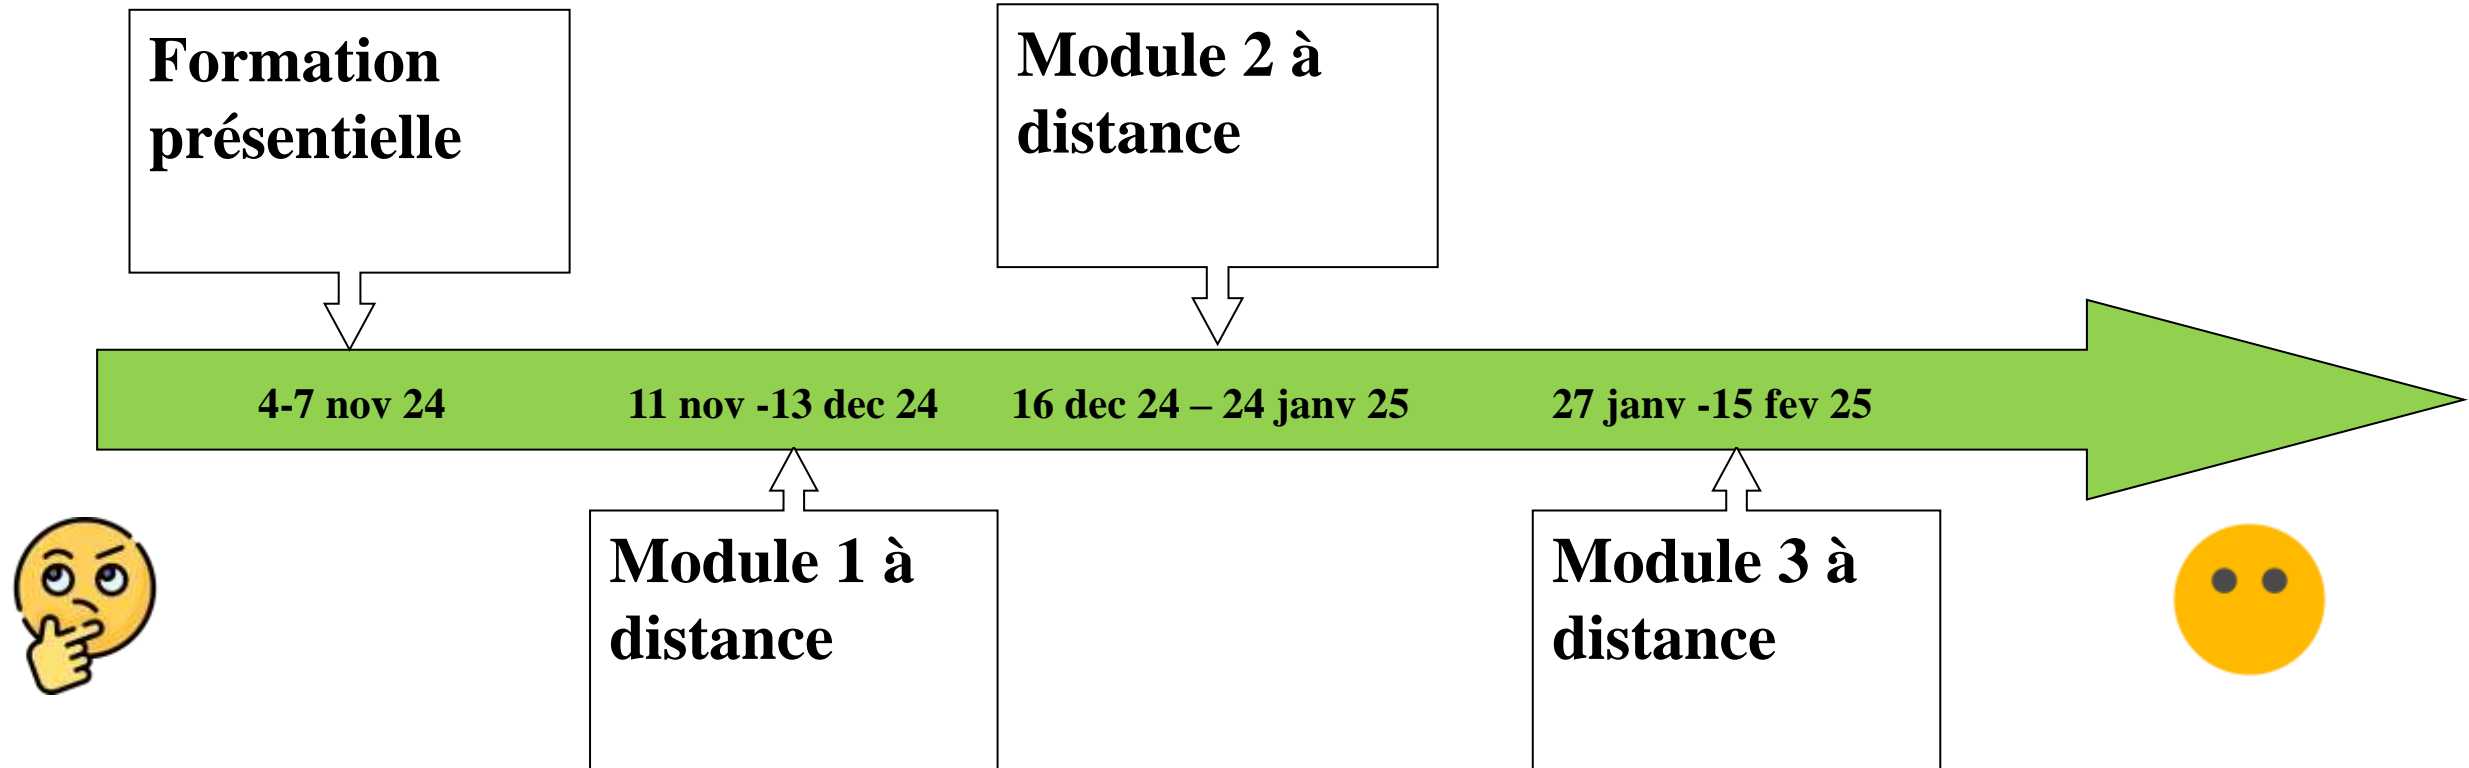 Formation
présentielle
Module 2 à
distance
4-7 nov 24
11 nov -13 dec 24
16 dec 24 – 24 janv 25
27 janv -15 fev 25
Module 1 à
distance
Module 3 à
distance